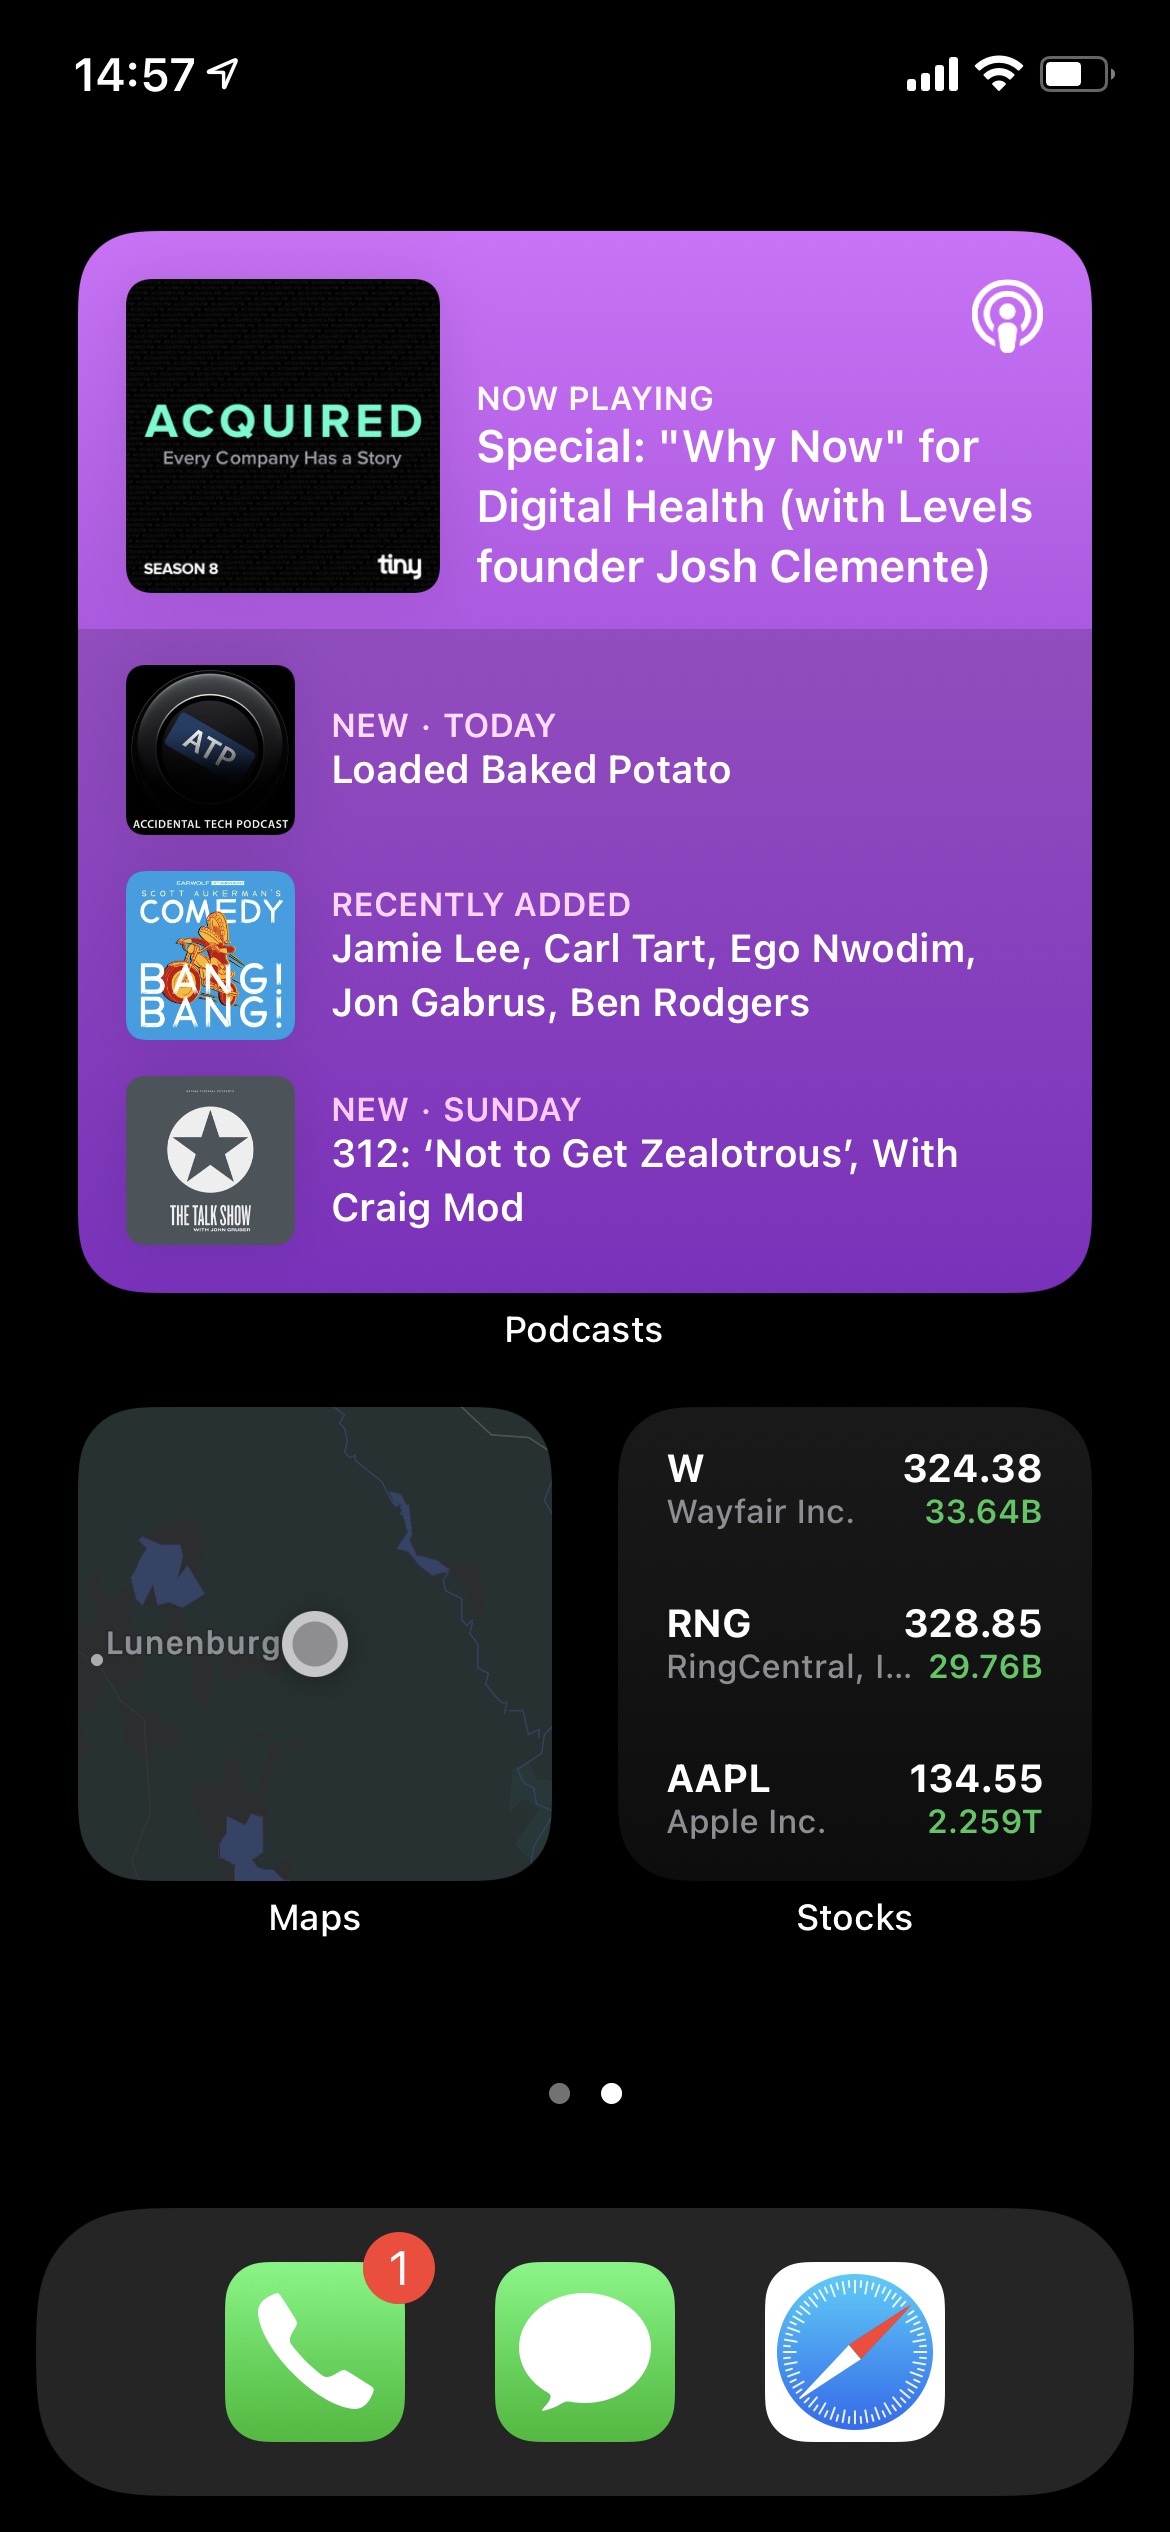 14:57
ACQUIRED
Every Company Has a Story
SEASON 8
tiny
NOW PLAYING
Special: "Why Now" for
Digital Health (with Levels
founder Josh Clemente)
ATP
ACCIDENTAL TECH PODCAST
NEW · TODAY
Loaded Baked Potato
EARWOLF
SCOTT AUKERMAN'S
COMEDY
BANG!
BANG!
RECENTLY ADDED
Jamie Lee, Carl Tart, Ego Nwodim,
Jon Gabrus, Ben Rodgers
THE TALK SHOW
WITH JOHN GRUBER
NEW · SUNDAY
312: ‘Not to Get Zealotrous’, With
Craig Mod
Podcasts
Lunenburg
Maps
W 324.38
Wayfair Inc. 33.64B
RNG 328.85
RingCentral, I... 29.76B
AAPL 134.55
Apple Inc. 2.259T
Stocks
1